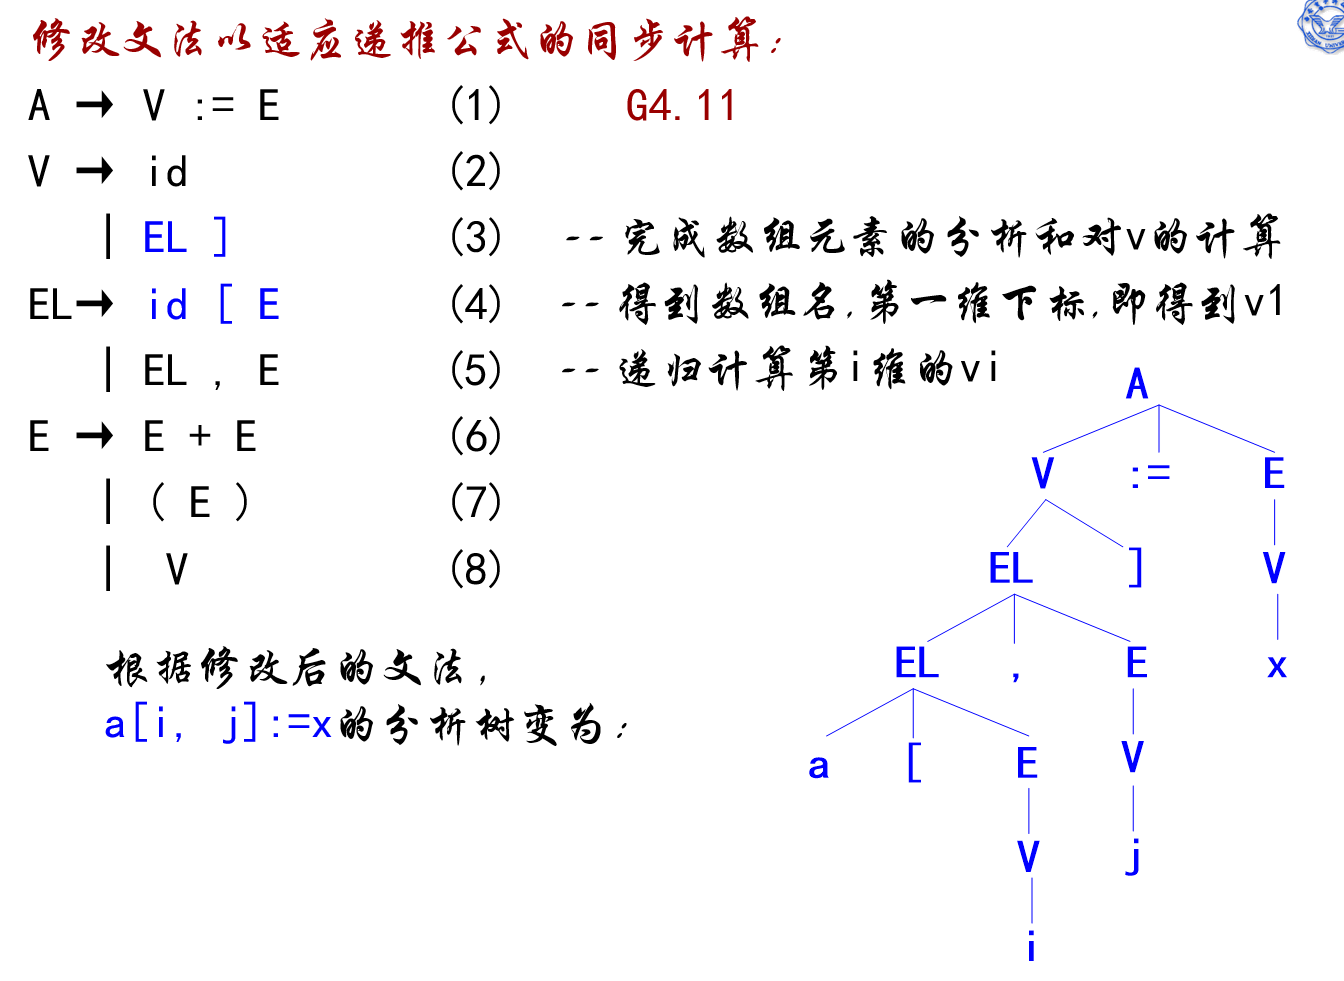 修改文法以适应递推公式的同步计算:
A → V := E (1) G4.11
V → id (2)
| EL ] (3) -- 完成数组元素的分析和对v的计算
EL→ id [ E (4) -- 得到数组名,第一维下标,即得到v1
| EL , E (5) -- 递归计算第i维的vi
E → E + E (6)
| ( E ) (7)
| V (8)
根据修改后的文法,
a[i, j]:=x的分析树变为:
A
V := E
EL ] V
EL , E x
a [ E V
V j
i